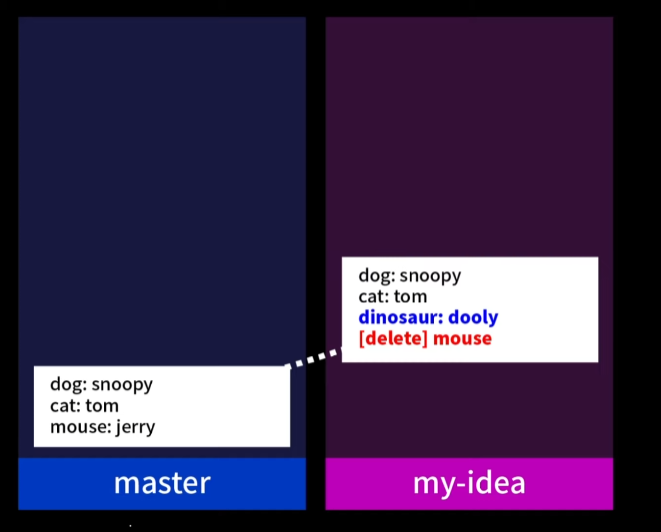 dog: snoopy
cat: tom
dinosaur: dooly
[delete] mouse
dog: snoopy
cat: tom
mouse: jerry
master
my-idea